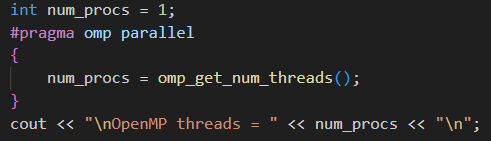 int num_procs = 1;
#pragma omp parallel
{
    num_procs = omp_get_num_threads();
}
cout << "\nOpenMP threads = " << num_procs << "\n";